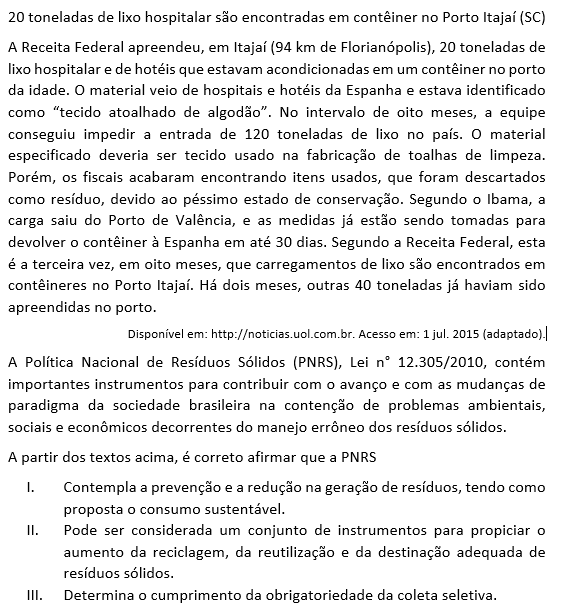 20 toneladas de lixo hospitalar são encontradas em contêiner no Porto Itajaí (SC)
A Receita Federal apreendeu, em Itajaí (94 km de Florianópolis), 20 toneladas de
lixo hospitalar e de hotéis que estavam acondicionadas em um contêiner no porto
da idade. O material veio de hospitais e hotéis da Espanha e estava identificado
como “tecido atoalhado de algodão”. No intervalo de oito meses, a equipe
conseguiu impedir a entrada de 120 toneladas de lixo no país. O material
especificado deveria ser tecido usado na fabricação de toalhas de limpeza.
Porém, os fiscais acabaram encontrando itens usados, que foram descartados
como resíduo, devido ao péssimo estado de conservação. Segundo o Ibama, a
carga saiu do Porto de Valência, e as medidas já estão sendo tomadas para
devolver o contêiner à Espanha em até 30 dias. Segundo a Receita Federal, esta
é a terceira vez, em oito meses, que carregamentos de lixo são encontrados em
contêineres no Porto Itajaí. Há dois meses, outras 40 toneladas já haviam sido
apreendidas no porto.
Disponível em: http://noticias.uol.com.br. Acesso em: 1 jul. 2015 (adaptado).
A Política Nacional de Resíduos Sólidos (PNRS), Lei n° 12.305/2010, contém
importantes instrumentos para contribuir com o avanço e com as mudanças de
paradigma da sociedade brasileira na contenção de problemas ambientais,
sociais e econômicos decorrentes do manejo errôneo dos resíduos sólidos.
A partir dos textos acima, é correto afirmar que a PNRS
I. Contempla a prevenção e a redução na geração de resíduos, tendo como
proposta o consumo sustentável.
II. Pode ser considerada um conjunto de instrumentos para propiciar o
aumento da reciclagem, da reutilização e da destinação adequada de
resíduos sólidos.
III. Determina o cumprimento da obrigatoriedade da coleta seletiva.